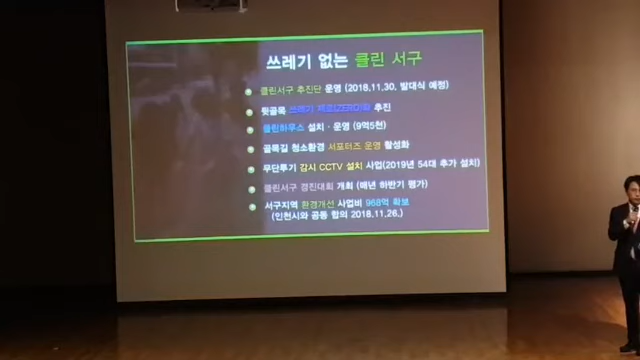 쓰레기 없는 클린 서구
클린서구 추진단 운영 (2018.11.30. 발대식 예정)
뒷골목 쓰레기 제로(ZERO)화 추진
클린하우스 설치 · 운영 (9억5천)
골목길 청소환경 서포터즈 운영 활성화
무단투기 감시 CCTV 설치 사업(2019년 54대 추가 설치)
클린서구 경진대회 개최 (매년 하반기 평가)
서구지역 환경개선 사업비 968억 확보
(인천시와 공동 합의 2018.11.26.)